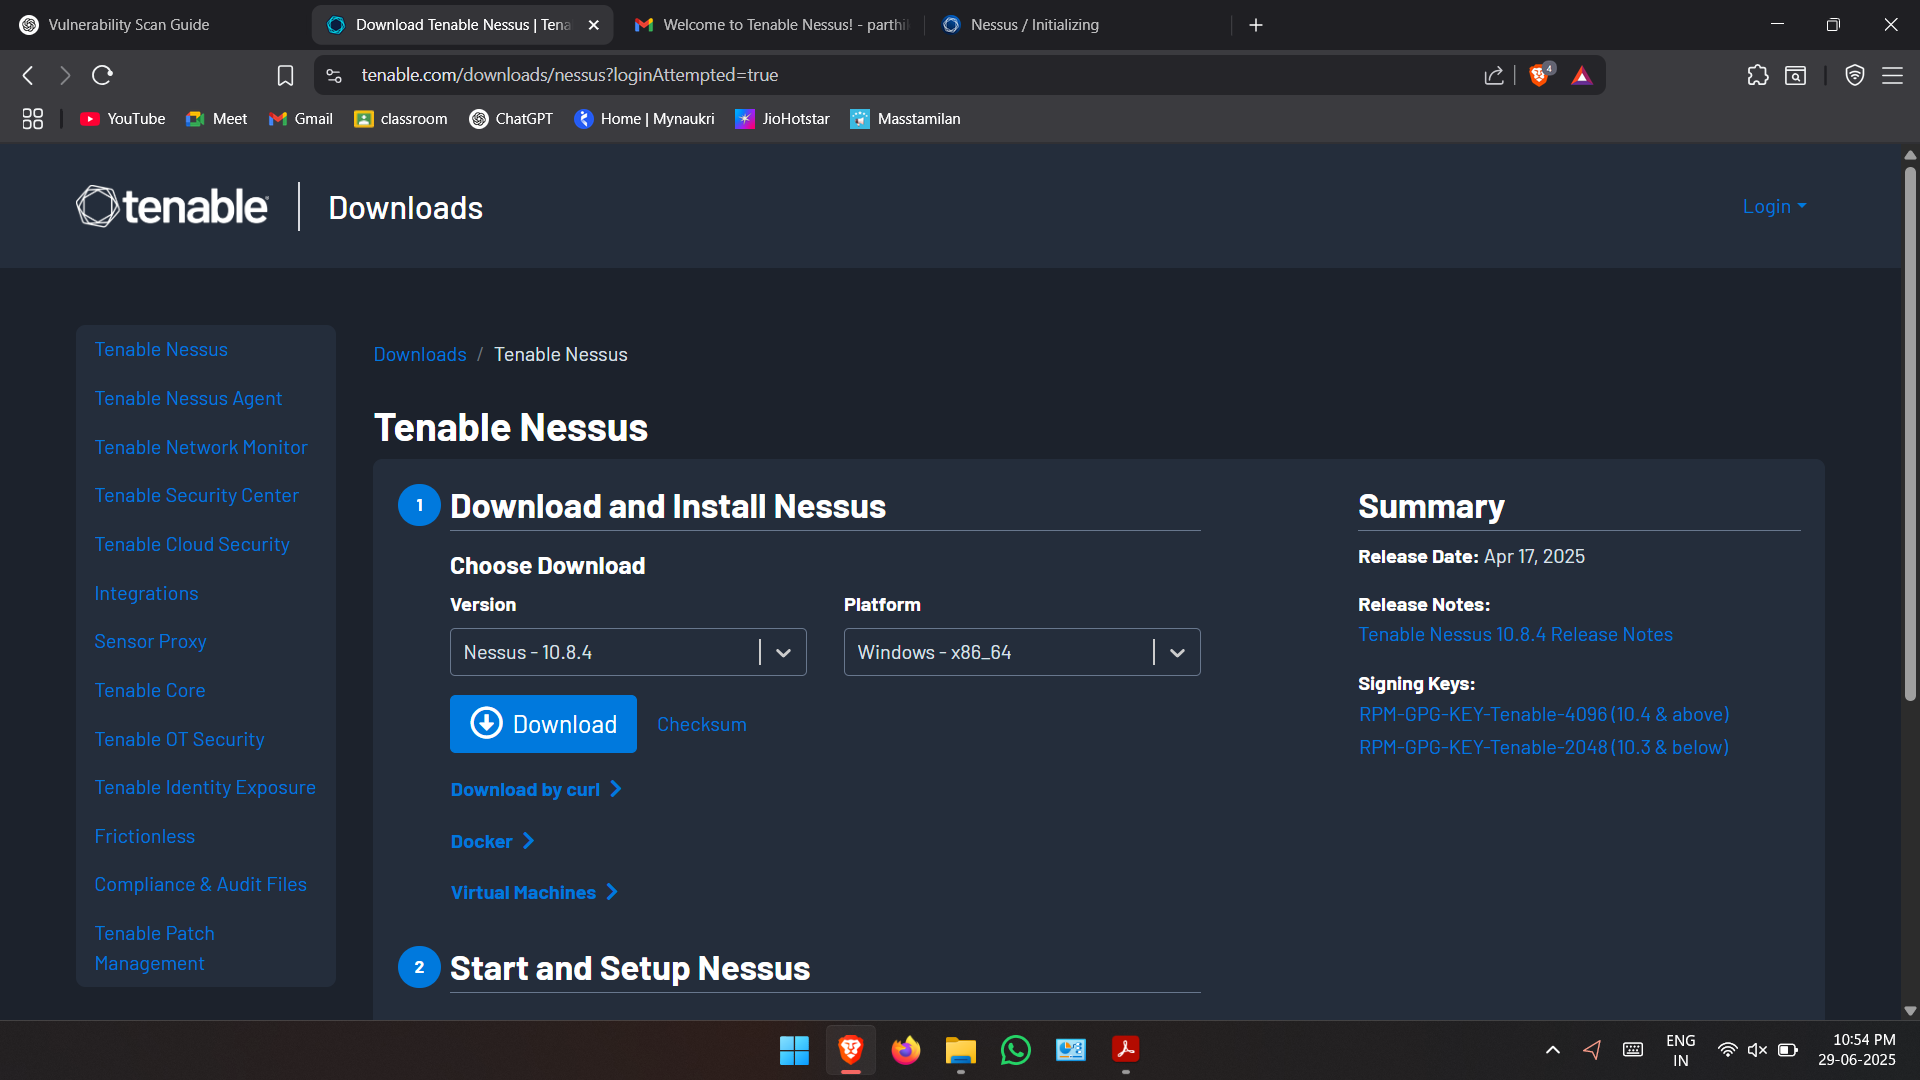 Vulnerability Scan Guide
Download Tenable Nessus | Tena
Welcome to Tenable Nessus! - parthi
Nessus / Initializing
tenable.com/downloads/nessus?loginAttempted=true
4
YouTube
Meet
Gmail
classroom
ChatGPT
Home | Mynaukri
JioHotstar
Masstamilan
tenable
Downloads
Login
Tenable Nessus
Tenable Nessus Agent
Tenable Network Monitor
Tenable Security Center
Tenable Cloud Security
Integrations
Sensor Proxy
Tenable Core
Tenable OT Security
Tenable Identity Exposure
Frictionless
Compliance & Audit Files
Tenable Patch
Management
Downloads / Tenable Nessus
Tenable Nessus
1 Download and Install Nessus
Choose Download
Version
Platform
Nessus - 10.8.4
Windows - x86_64
Download
Checksum
Download by curl
Docker
Virtual Machines
2 Start and Setup Nessus
Summary
Release Date: Apr 17, 2025
Release Notes:
Tenable Nessus 10.8.4 Release Notes
Signing Keys:
RPM-GPG-KEY-Tenable-4096 (10.4 & above)
RPM-GPG-KEY-Tenable-2048 (10.3 & below)
ENG
IN
10:54 PM
29-06-2025